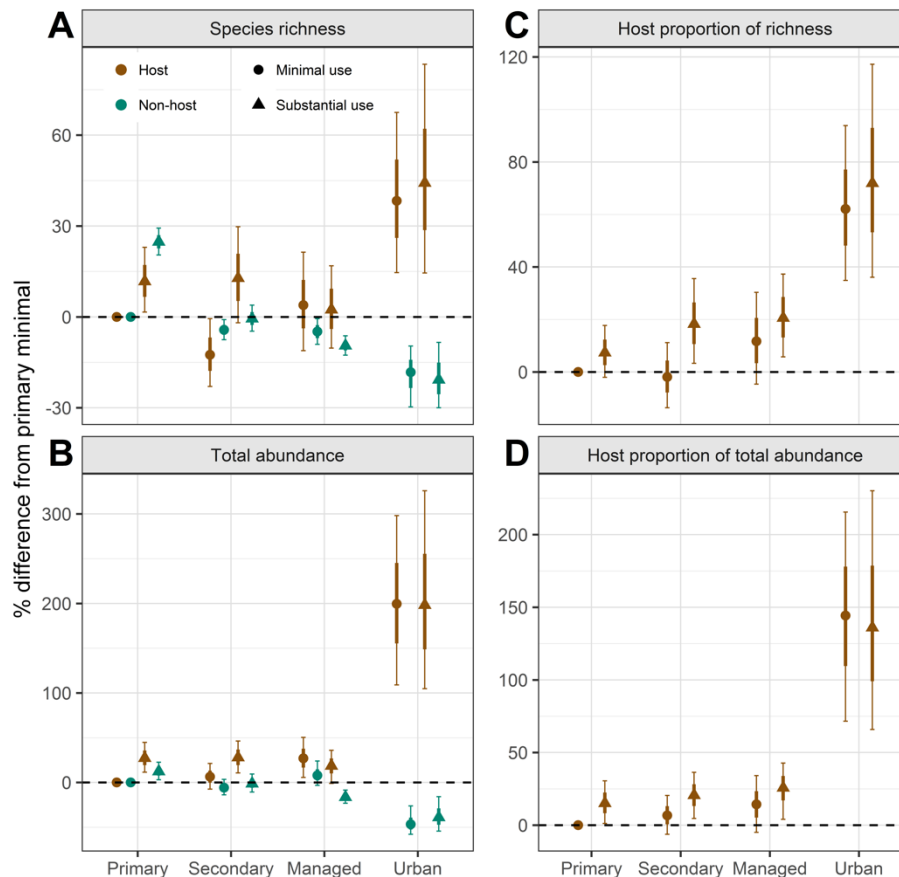 A
Species richness
Host
Non-host
Minimal use
Substantial use
60
30
0
-30
B
Total abundance
300
200
100
0
Primary
Secondary
Managed
Urban
% difference from primary minimal
C
Host proportion of richness
120
80
40
0
D
Host proportion of total abundance
200
150
100
50
25
0
Primary
Secondary
Managed
Urban